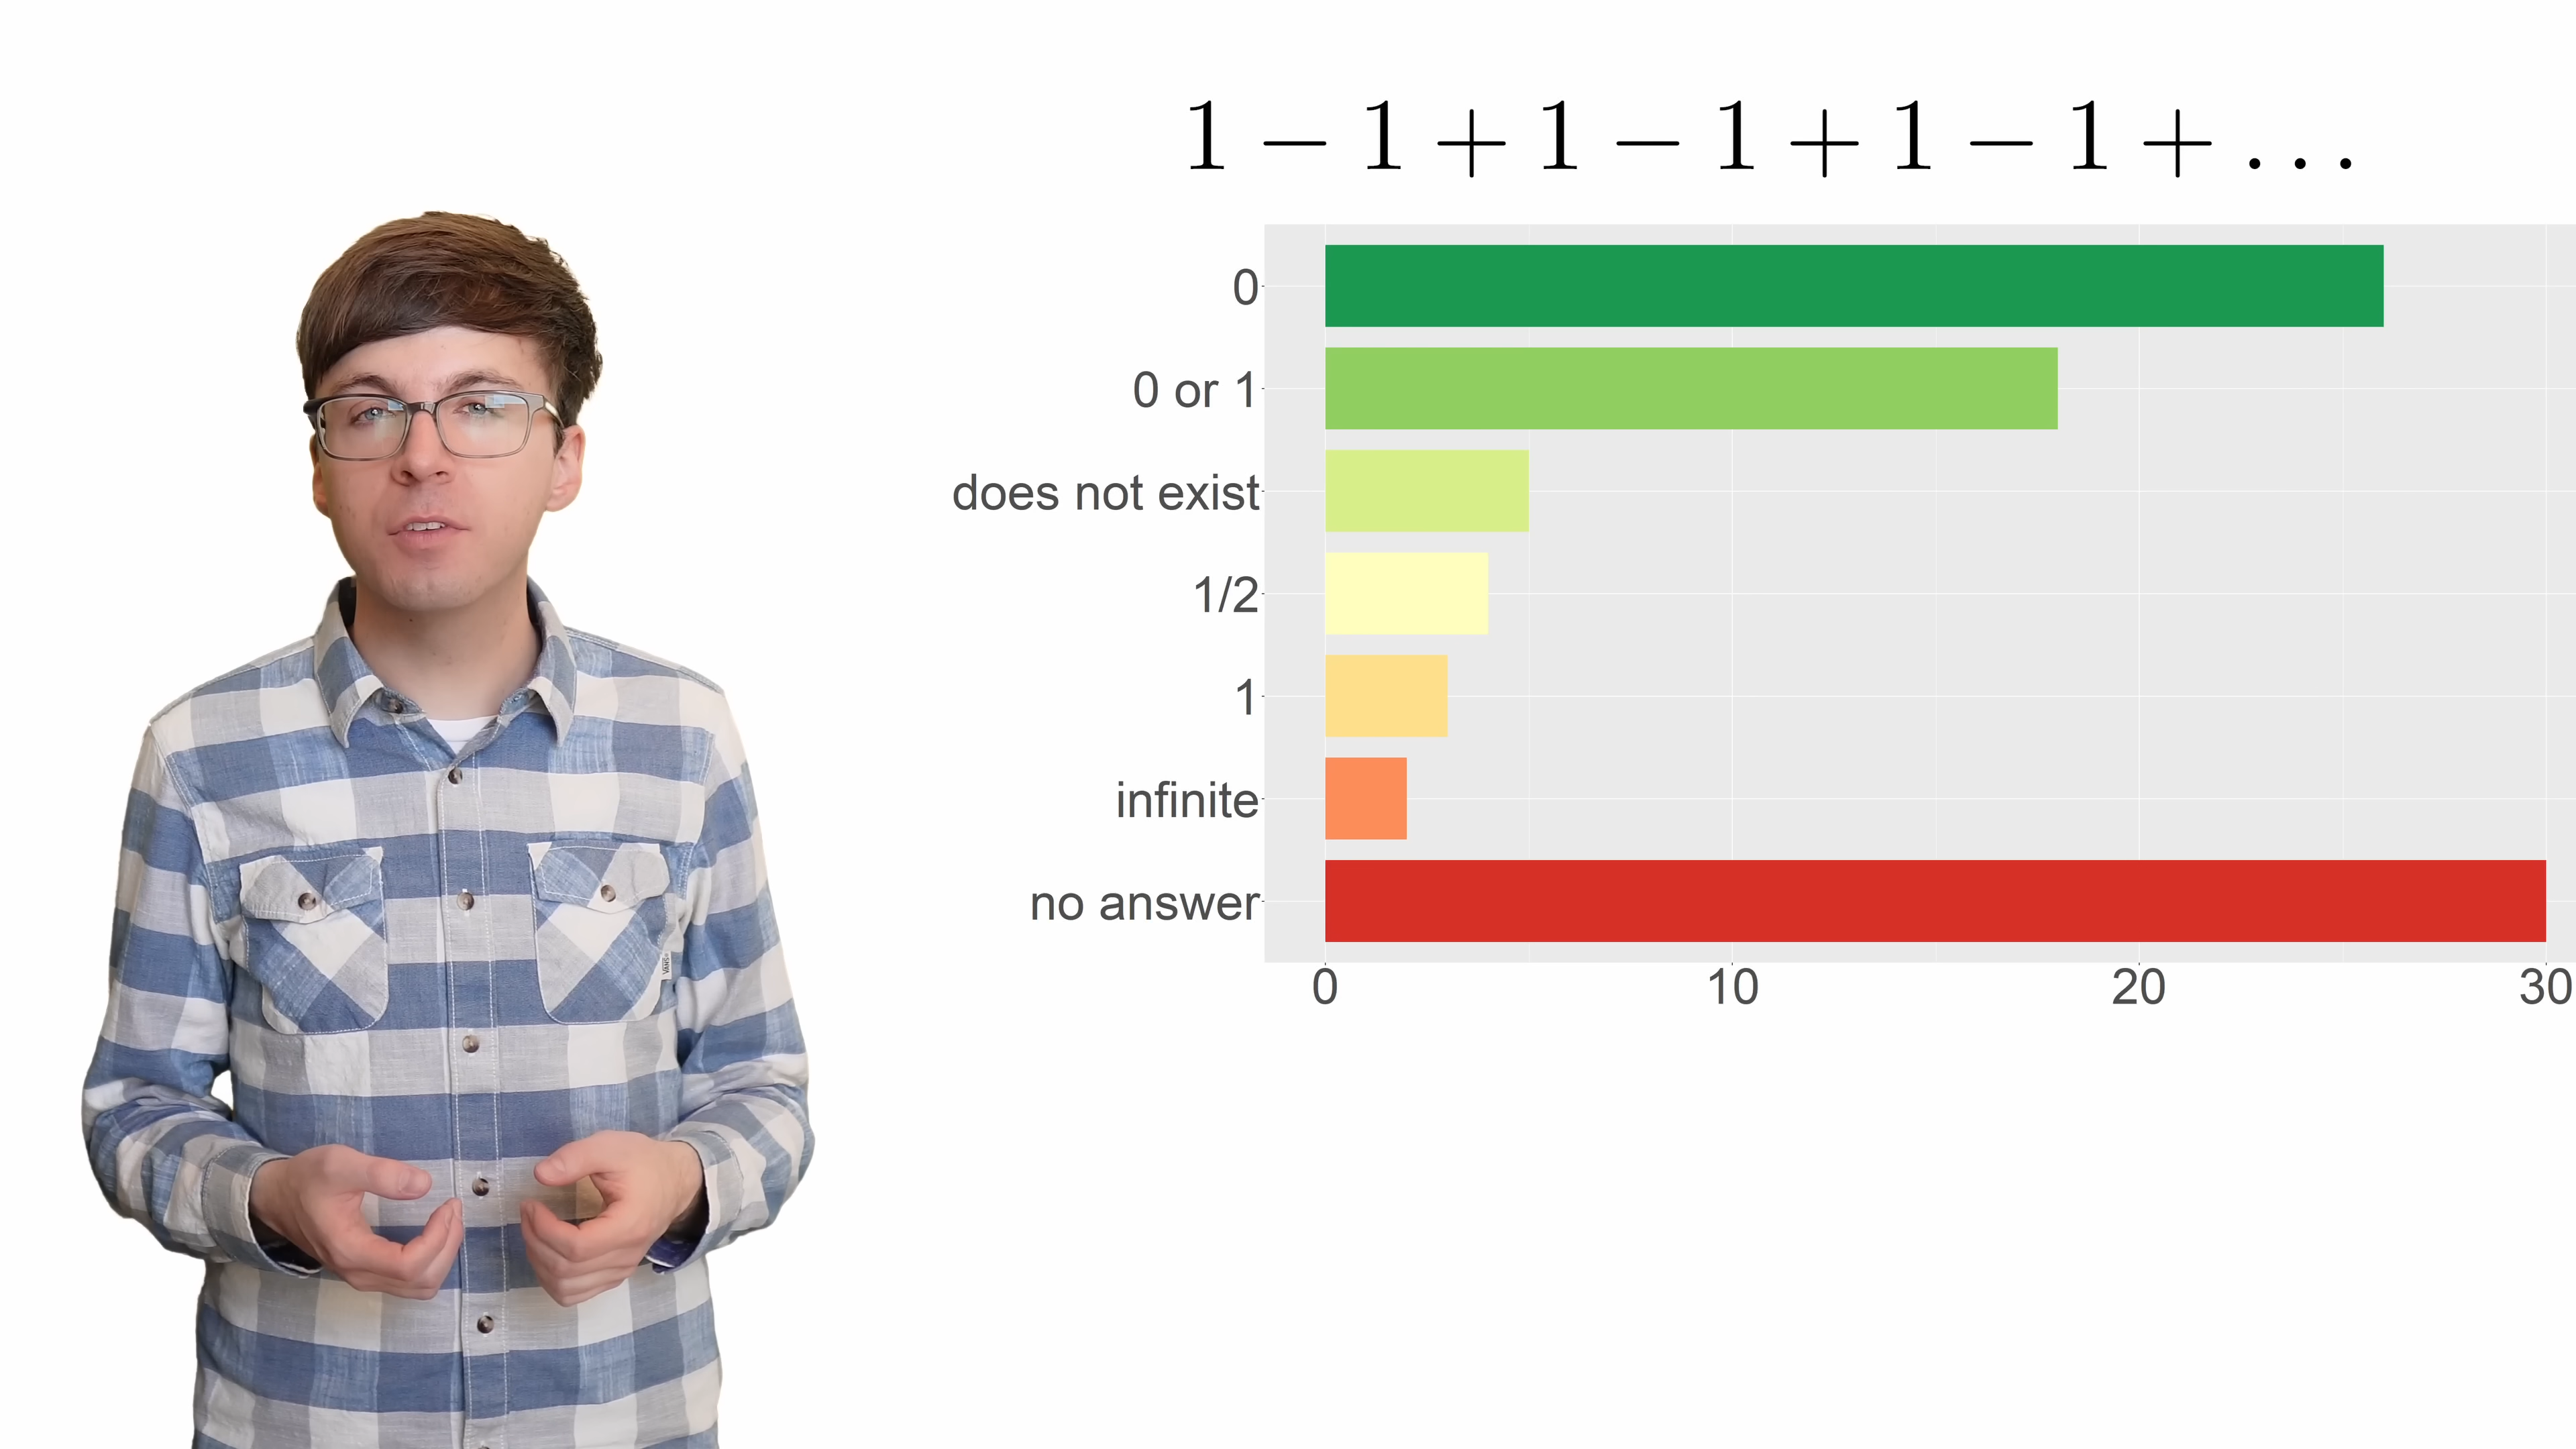 1 − 1 + 1 − 1 + 1 − 1 + . . .
0
0 or 1
does not exist
1/2
1
infinite
no answer
0 10 20 30
VANS